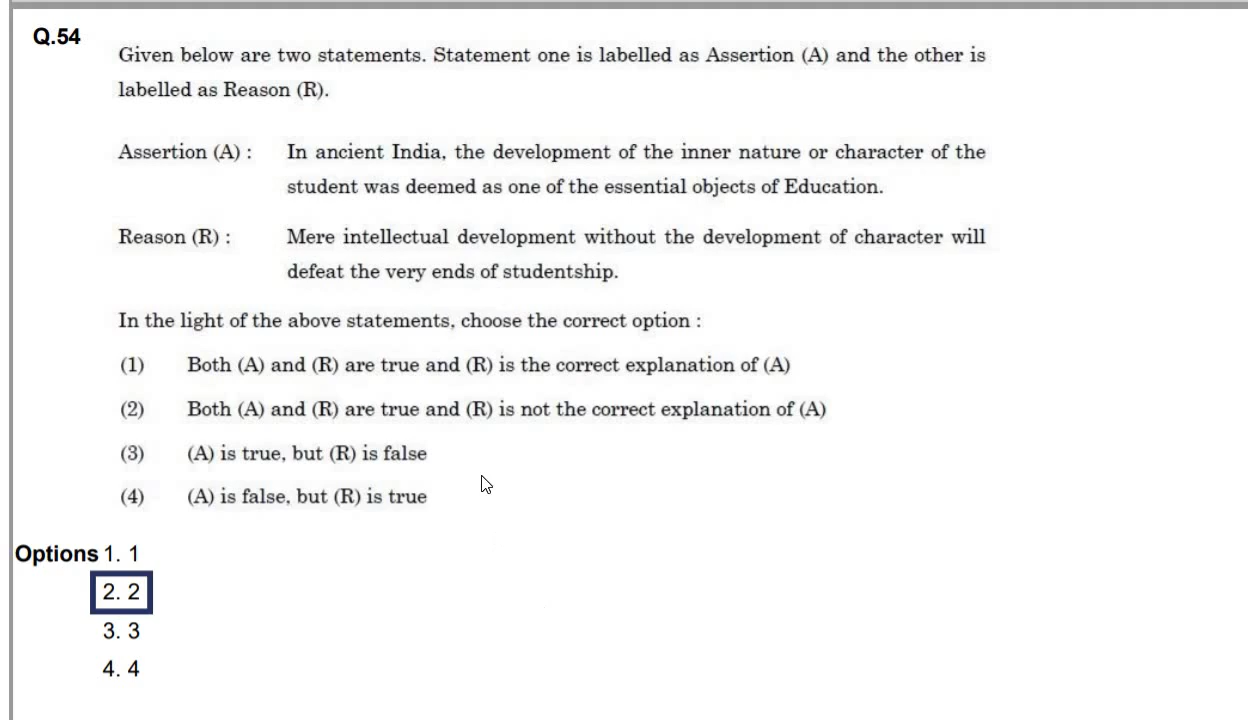 Q.54
Given below are two statements. Statement one is labelled as Assertion (A) and the other is
labelled as Reason (R).
Assertion (A) : In ancient India, the development of the inner nature or character of the
student was deemed as one of the essential objects of Education.
Reason (R) : Mere intellectual development without the development of character will
defeat the very ends of studentship.
In the light of the above statements, choose the correct option :
(1) Both (A) and (R) are true and (R) is the correct explanation of (A)
(2) Both (A) and (R) are true and (R) is not the correct explanation of (A)
(3) (A) is true, but (R) is false
(4) (A) is false, but (R) is true
Options 1. 1
2. 2
3. 3
4. 4